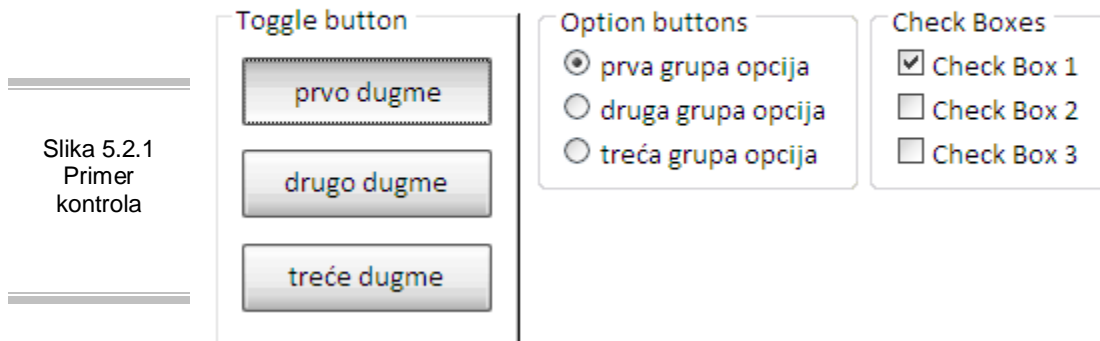 Slika 5.2.1
Primer
kontrola
Toggle button
prvo dugme
drugo dugme
treće dugme
Option buttons
prva grupa opcija
druga grupa opcija
treća grupa opcija
Check Boxes
Check Box 1
Check Box 2
Check Box 3